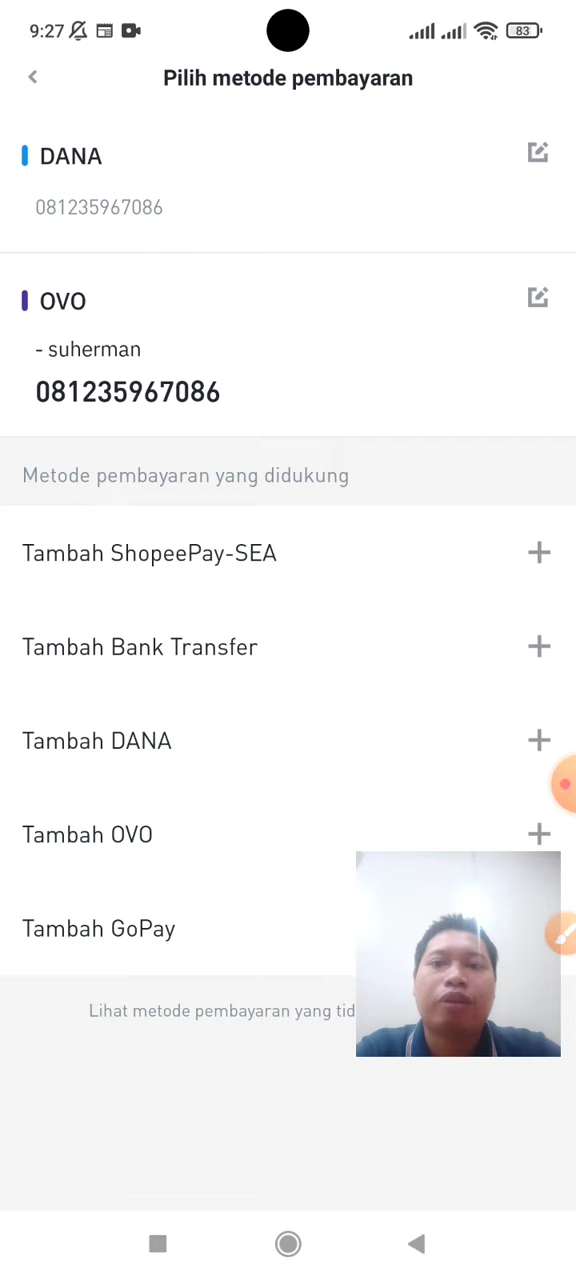 9:27
83
Pilih metode pembayaran
DANA
081235967086
OVO
- suherman
081235967086
Metode pembayaran yang didukung
Tambah ShopeePay-SEA
Tambah Bank Transfer
Tambah DANA
Tambah OVO
Tambah GoPay
Lihat metode pembayaran yang tid